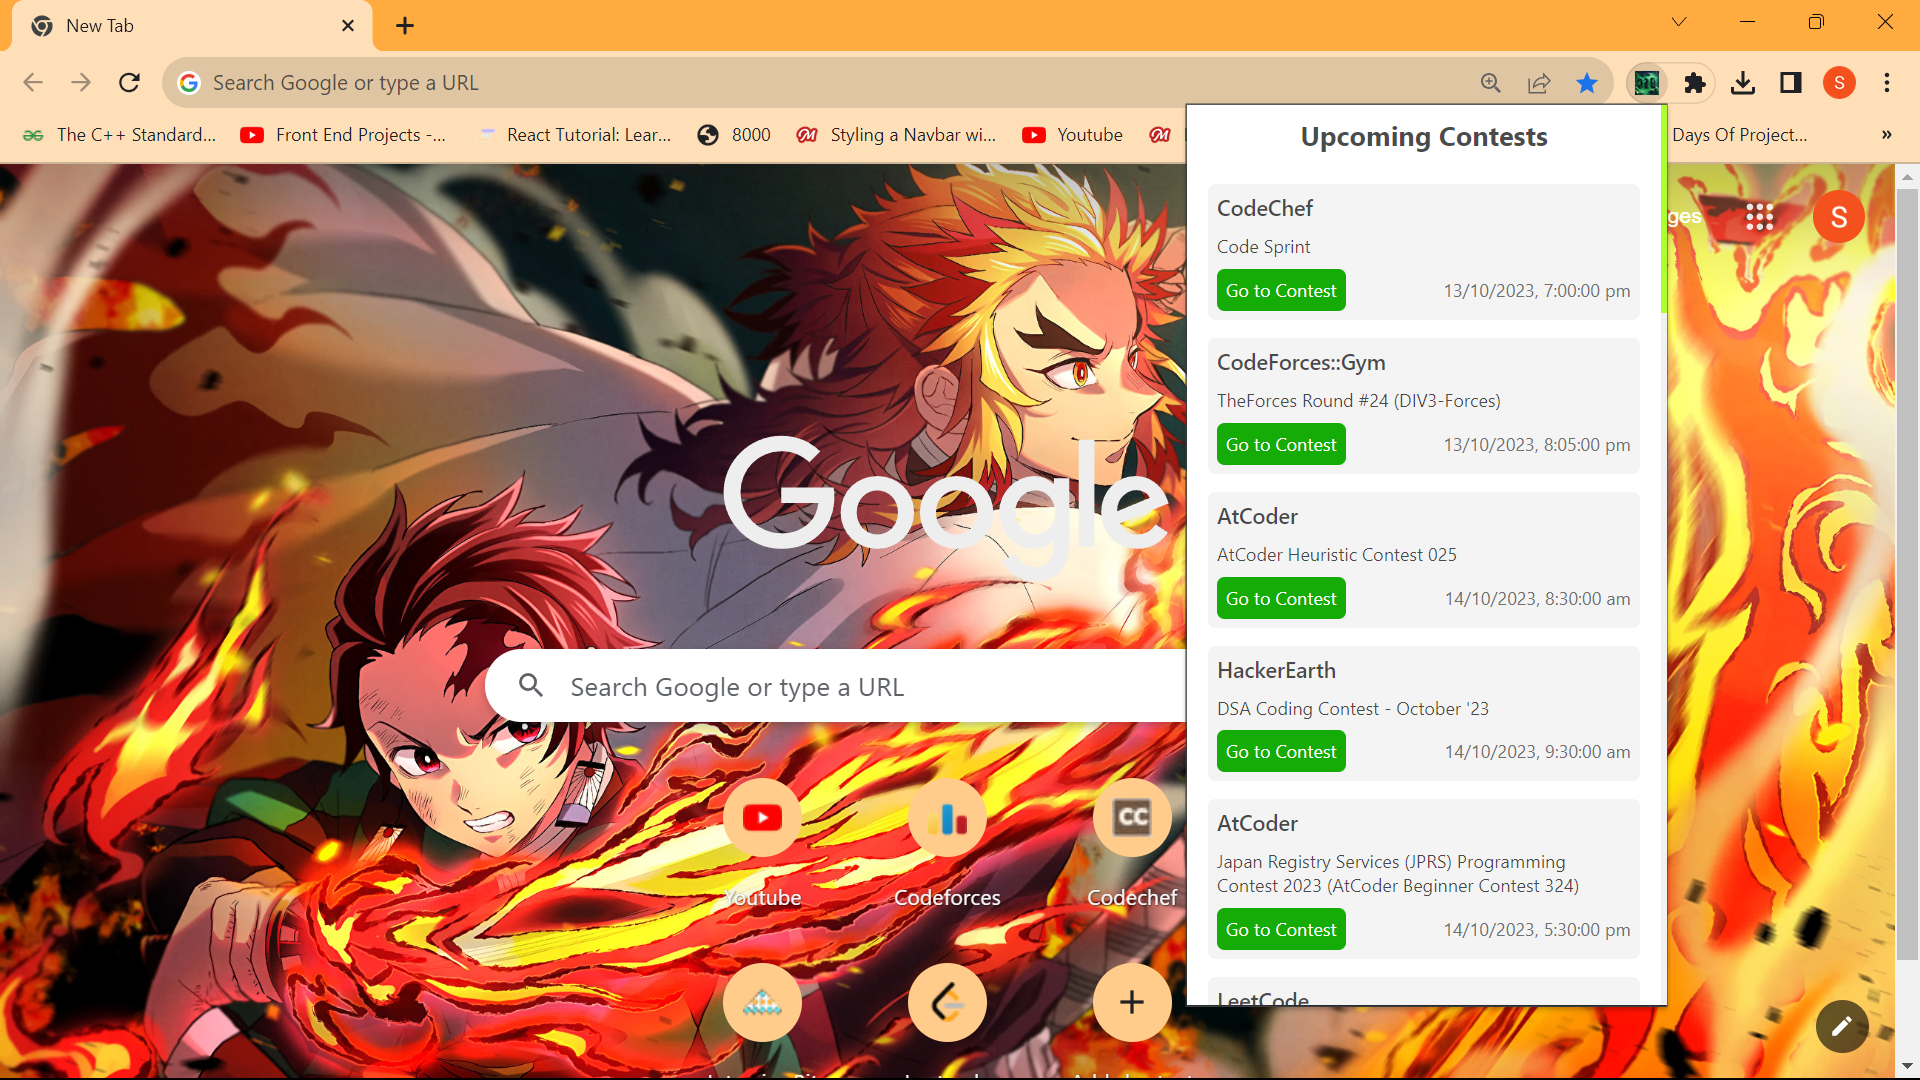 New Tab
Search Google or type a URL
S
The C++ Standard...
Front End Projects -...
React Tutorial: Lear...
8000
Styling a Navbar wi...
Youtube
Days Of Project...
»
ges
S
Google
Search Google or type a URL
Youtube
Codeforces
CC
Codechef
Upcoming Contests
CodeChef
Code Sprint
Go to Contest
13/10/2023, 7:00:00 pm
CodeForces::Gym
TheForces Round #24 (DIV3-Forces)
Go to Contest
13/10/2023, 8:05:00 pm
AtCoder
AtCoder Heuristic Contest 025
Go to Contest
14/10/2023, 8:30:00 am
HackerEarth
DSA Coding Contest - October '23
Go to Contest
14/10/2023, 9:30:00 am
AtCoder
Japan Registry Services (JPRS) Programming
Contest 2023 (AtCoder Beginner Contest 324)
Go to Contest
14/10/2023, 5:30:00 pm
LeetCode